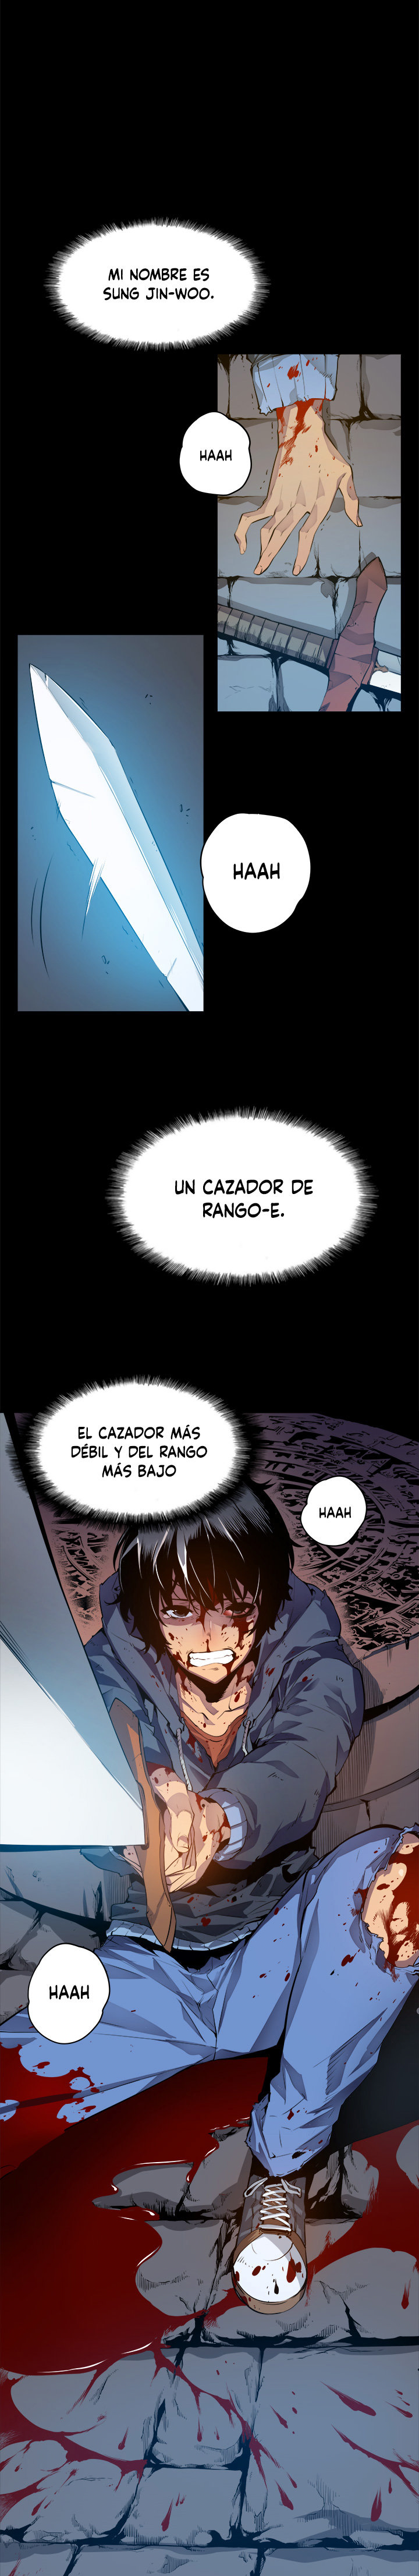 MI NOMBRE ES
SUNG JIN-WOO.
HAAH
HAAH
UN CAZADOR DE
RANGO-E.
EL CAZADOR MÁS
DÉBIL Y DEL RANGO
MÁS BAJO
HAAH
HAAH